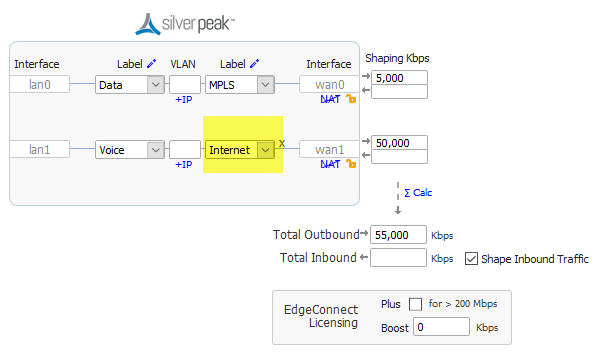 silver peak™
Interface Label VLAN Label Interface Shaping Kbps
lan0 Data MPLS wan0 5,000
+IP NAT
lan1 Voice Internet x wan1 50,000
+IP NAT
Σ Calc
Total Outbound 55,000 Kbps
Total Inbound Kbps Shape Inbound Traffic
EdgeConnect Licensing Plus for > 200 Mbps
Boost 0 Kbps